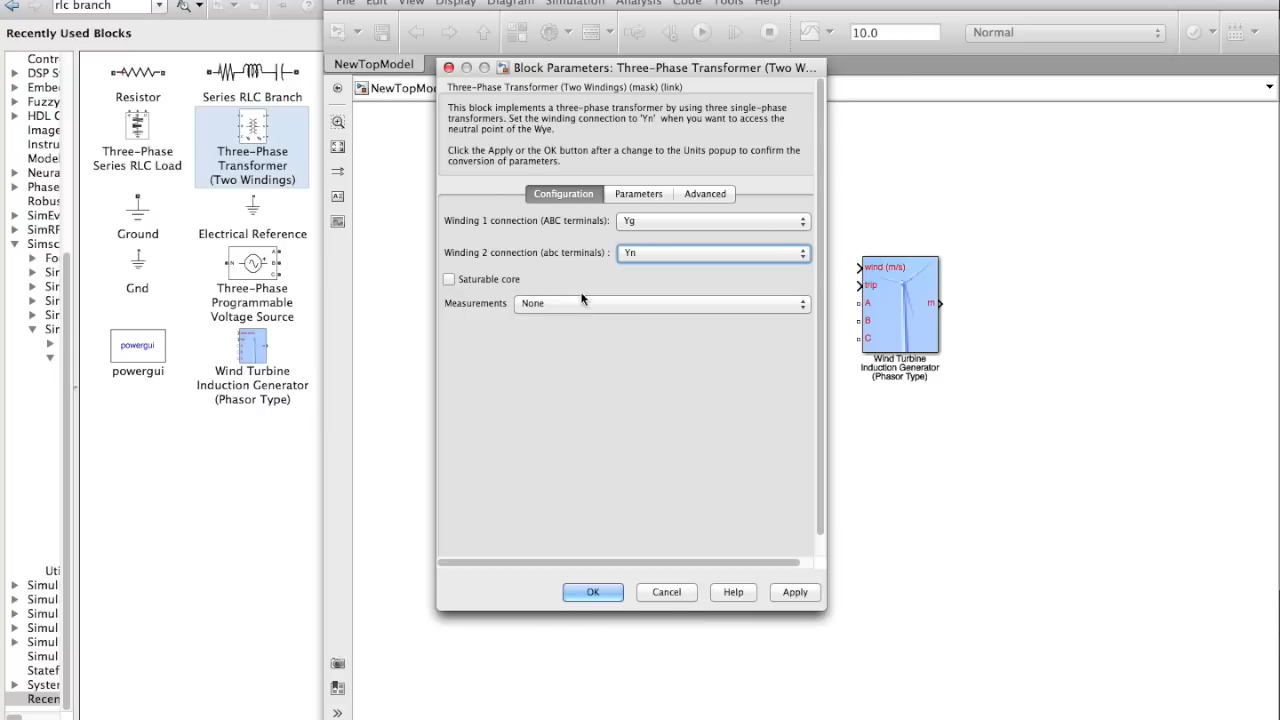 rlc branch
Recently Used Blocks
Contr
DSP S
Embe
Fuzzy
HDL C
Image
Instru
Model
Neura
Phase
Robus
SimEv
SimRF
Simsc
Fo
Sir
Sir
Sir
Sir
Sir
Uti
Simul
Simul
Simul
Simul
Simul
Simul
Statef
Syster
Recen
Resistor
Series RLC Branch
Three-Phase
Series RLC Load
Three-Phase
Transformer
(Two Windings)
Ground
Electrical Reference
Gnd
Three-Phase
Programmable
Voltage Source
powergui
powergui
Wind Turbine
Induction Generator
(Phasor Type)
File Edit View Display Diagram Simulation Analysis Code Tools Help
10.0
Normal
NewTopModel
NewTopMo
Block Parameters: Three-Phase Transformer (Two W...
Three-Phase Transformer (Two Windings) (mask) (link)
This block implements a three-phase transformer by using three single-phase
transformers. Set the winding connection to 'Yn' when you want to access the
neutral point of the Wye.
Click the Apply or the OK button after a change to the Units popup to confirm the
conversion of parameters.
Configuration Parameters Advanced
Winding 1 connection (ABC terminals): Yg
Winding 2 connection (abc terminals) : Yn
Saturable core
Measurements None
OK Cancel Help Apply
wind (m/s)
trip
A
m
B
C
Wind Turbine
Induction Generator
(Phasor Type)